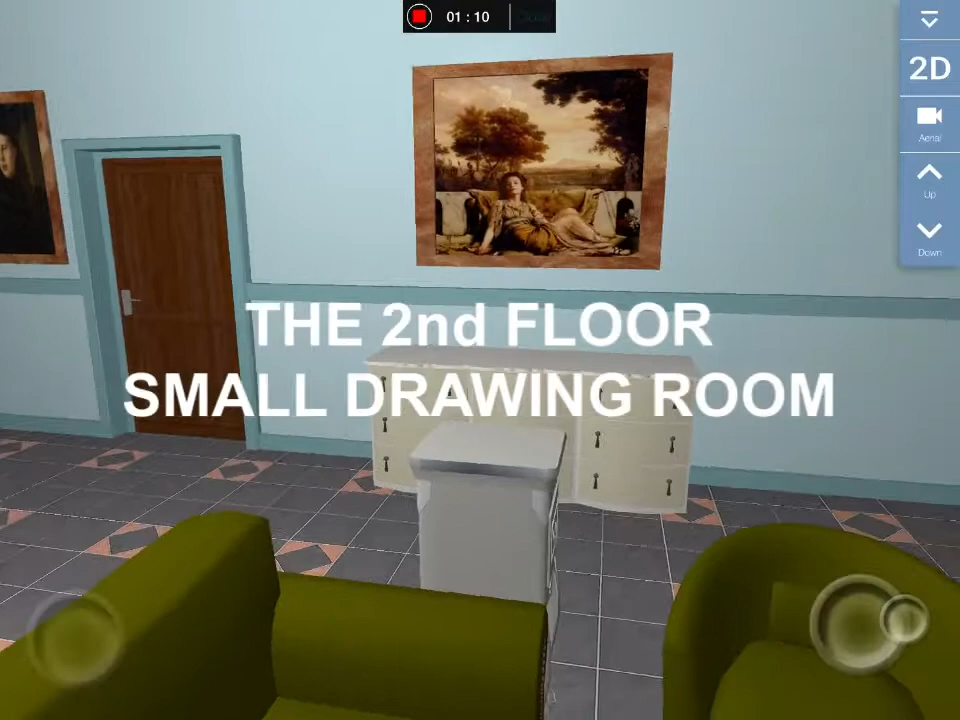 01 : 10
2D
Aerial
Up
Down
THE 2nd FLOOR
SMALL DRAWING ROOM